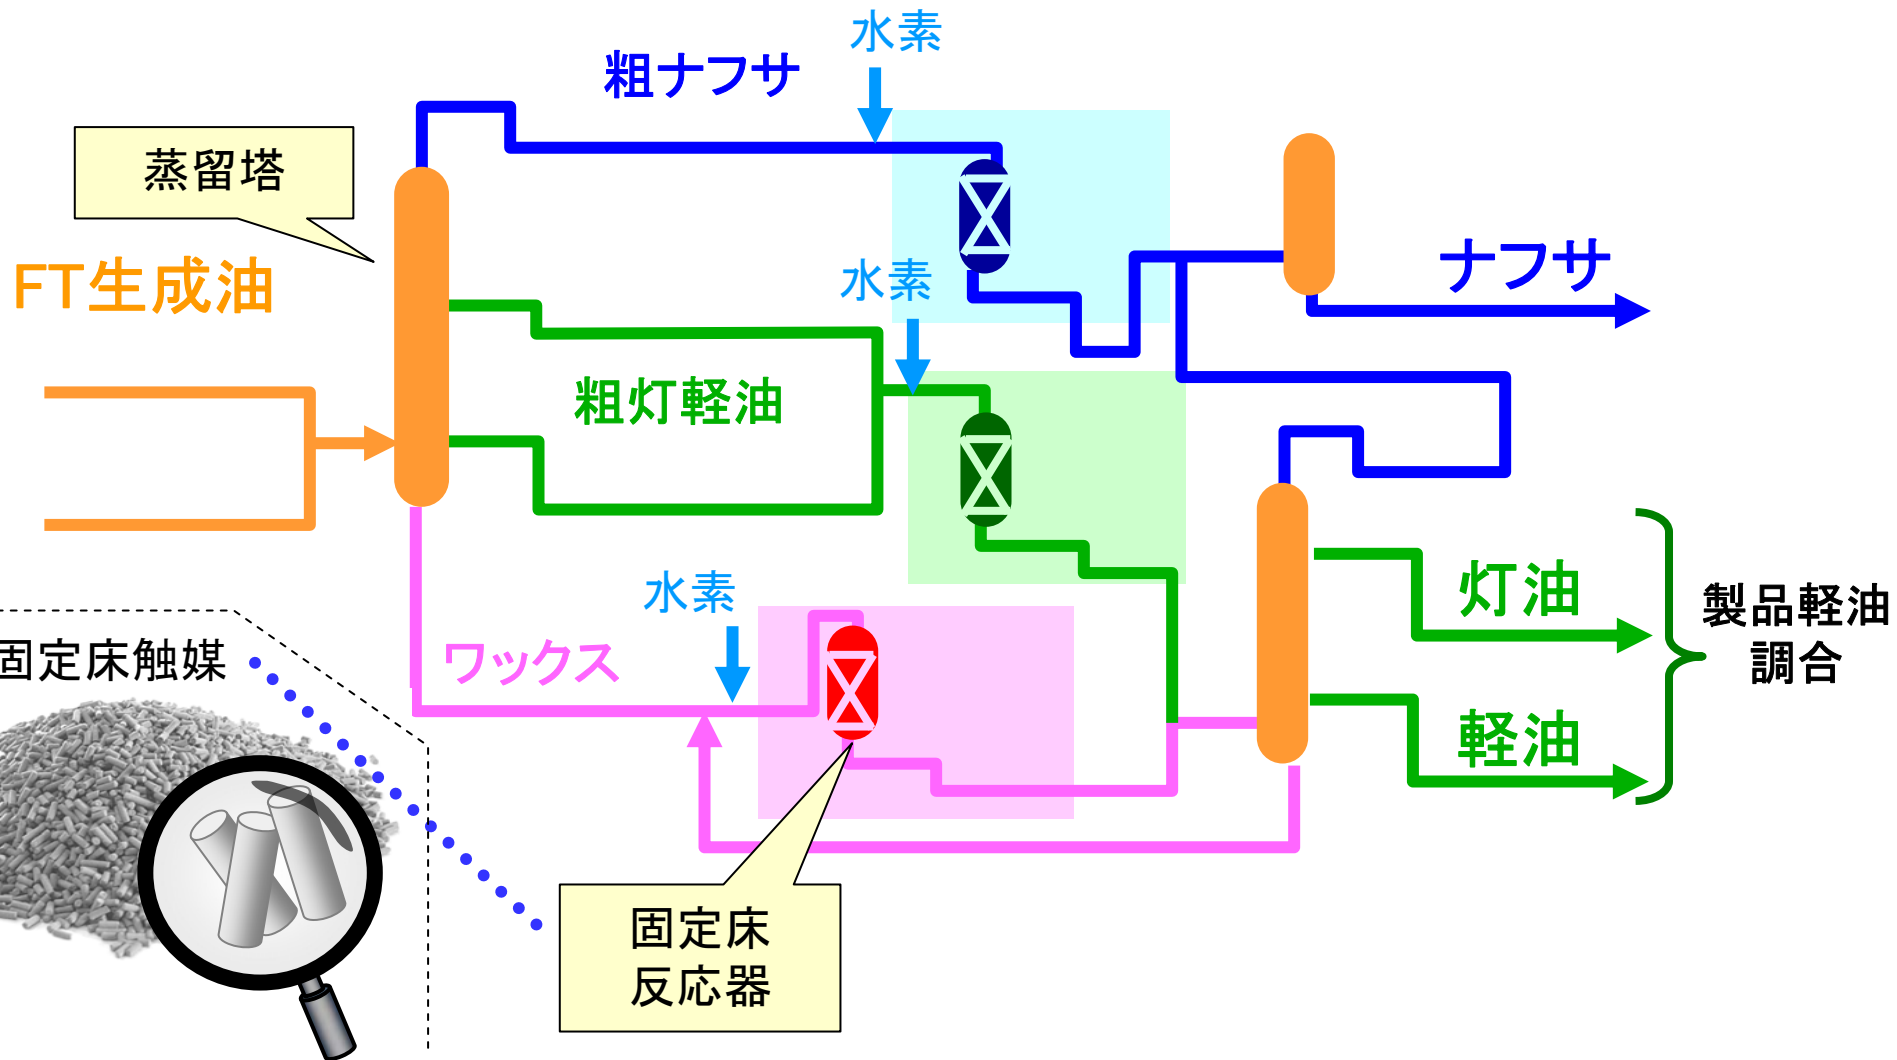 水素
粗ナフサ
蒸留塔
FT生成油
水素
ナフサ
粗灯軽油
水素
ワックス
灯油
軽油
製品軽油
調合
固定床触媒
固定床
反応器